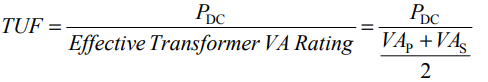 TUF = P_DC / Effective Transformer VA Rating = P_DC / ((VA_P + VA_S) / 2)